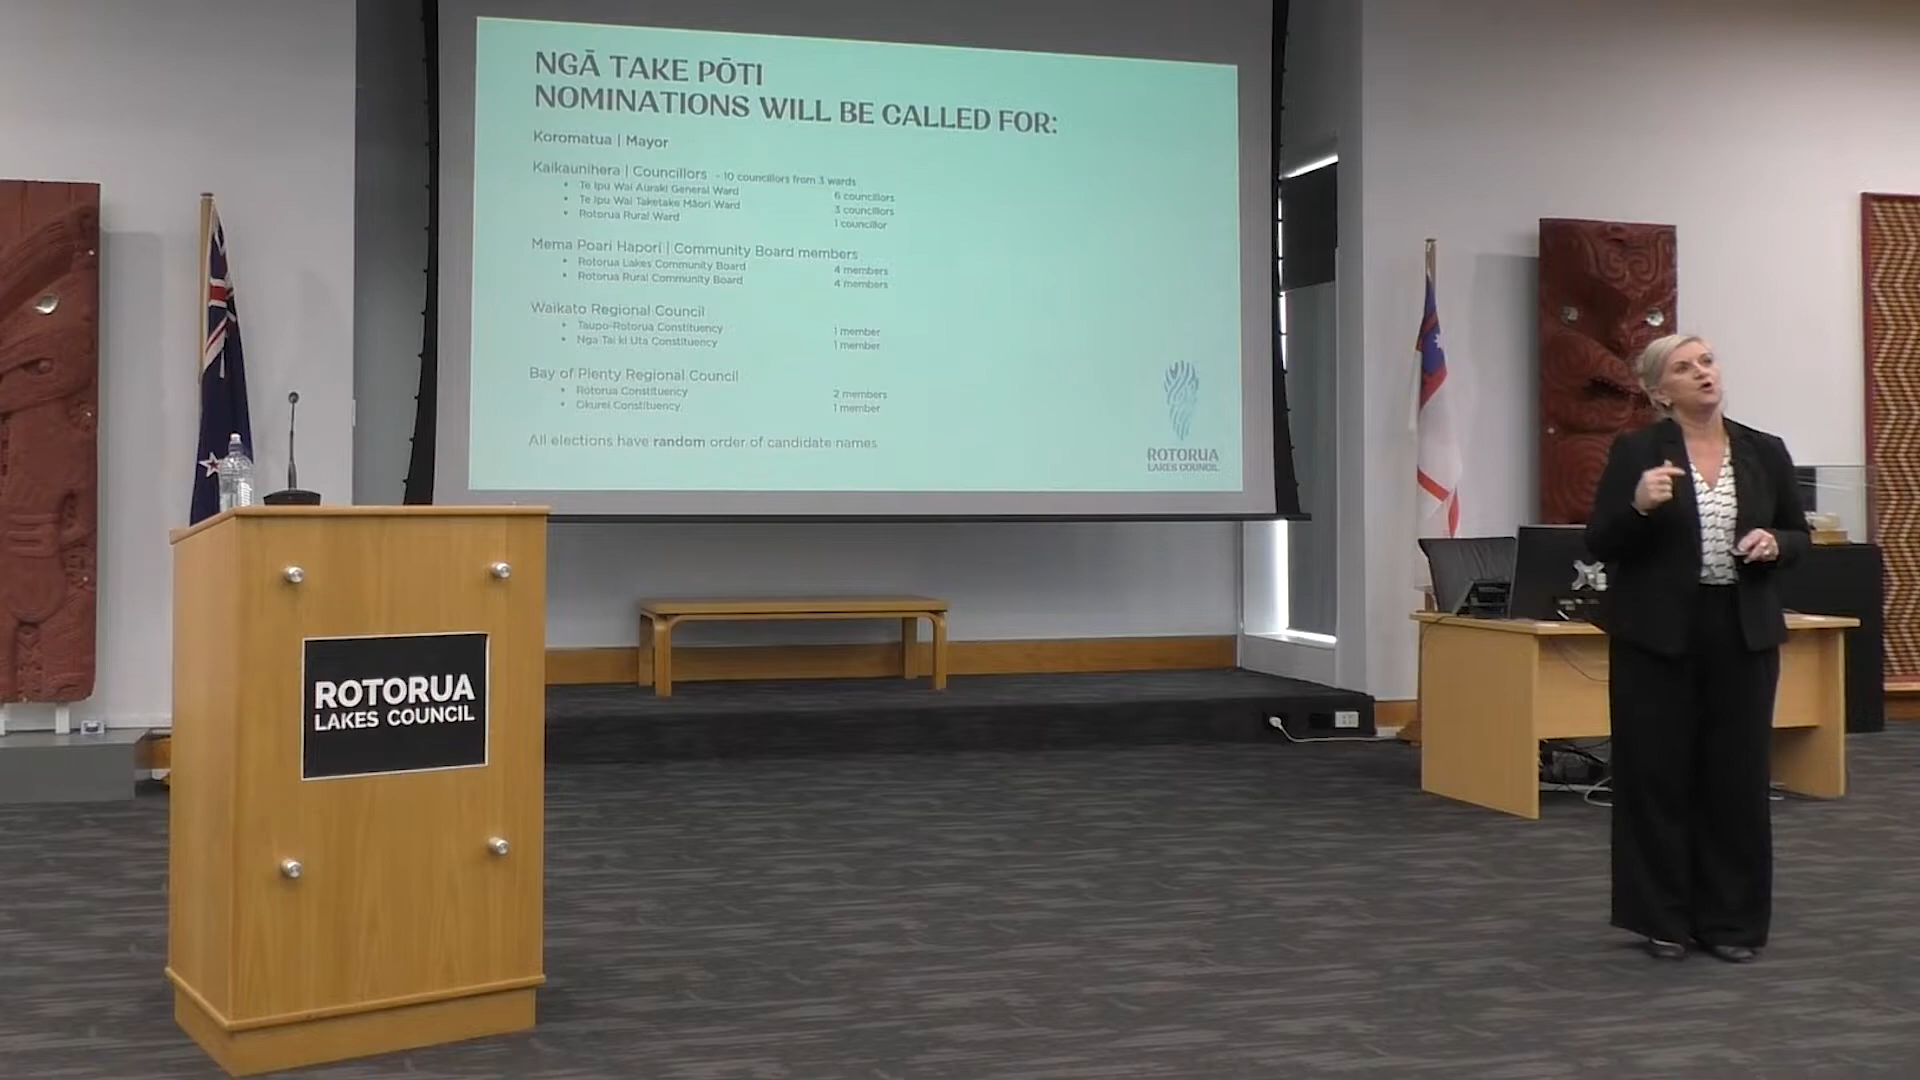 NGĀ TAKE PŌTI
NOMINATIONS WILL BE CALLED FOR:
Koromatua | Mayor
Kaikaunihera | Councillors - 10 councillors from 3 wards
• Te Ipu Wai Auraki General Ward 6 councillors
• Te Ipu Wai Taketake Māori Ward 3 councillors
• Rotorua Rural Ward 1 councillor
Mema Poari Hapori | Community Board members
• Rotorua Lakes Community Board 4 members
• Rotorua Rural Community Board 4 members
Waikato Regional Council
• Taupo-Rotorua Constituency 1 member
• Nga Tai ki Uta Constituency 1 member
Bay of Plenty Regional Council
• Rotorua Constituency 2 members
• Okurei Constituency 1 member
All elections have random order of candidate names
ROTORUA
LAKES COUNCIL
ROTORUA
LAKES COUNCIL